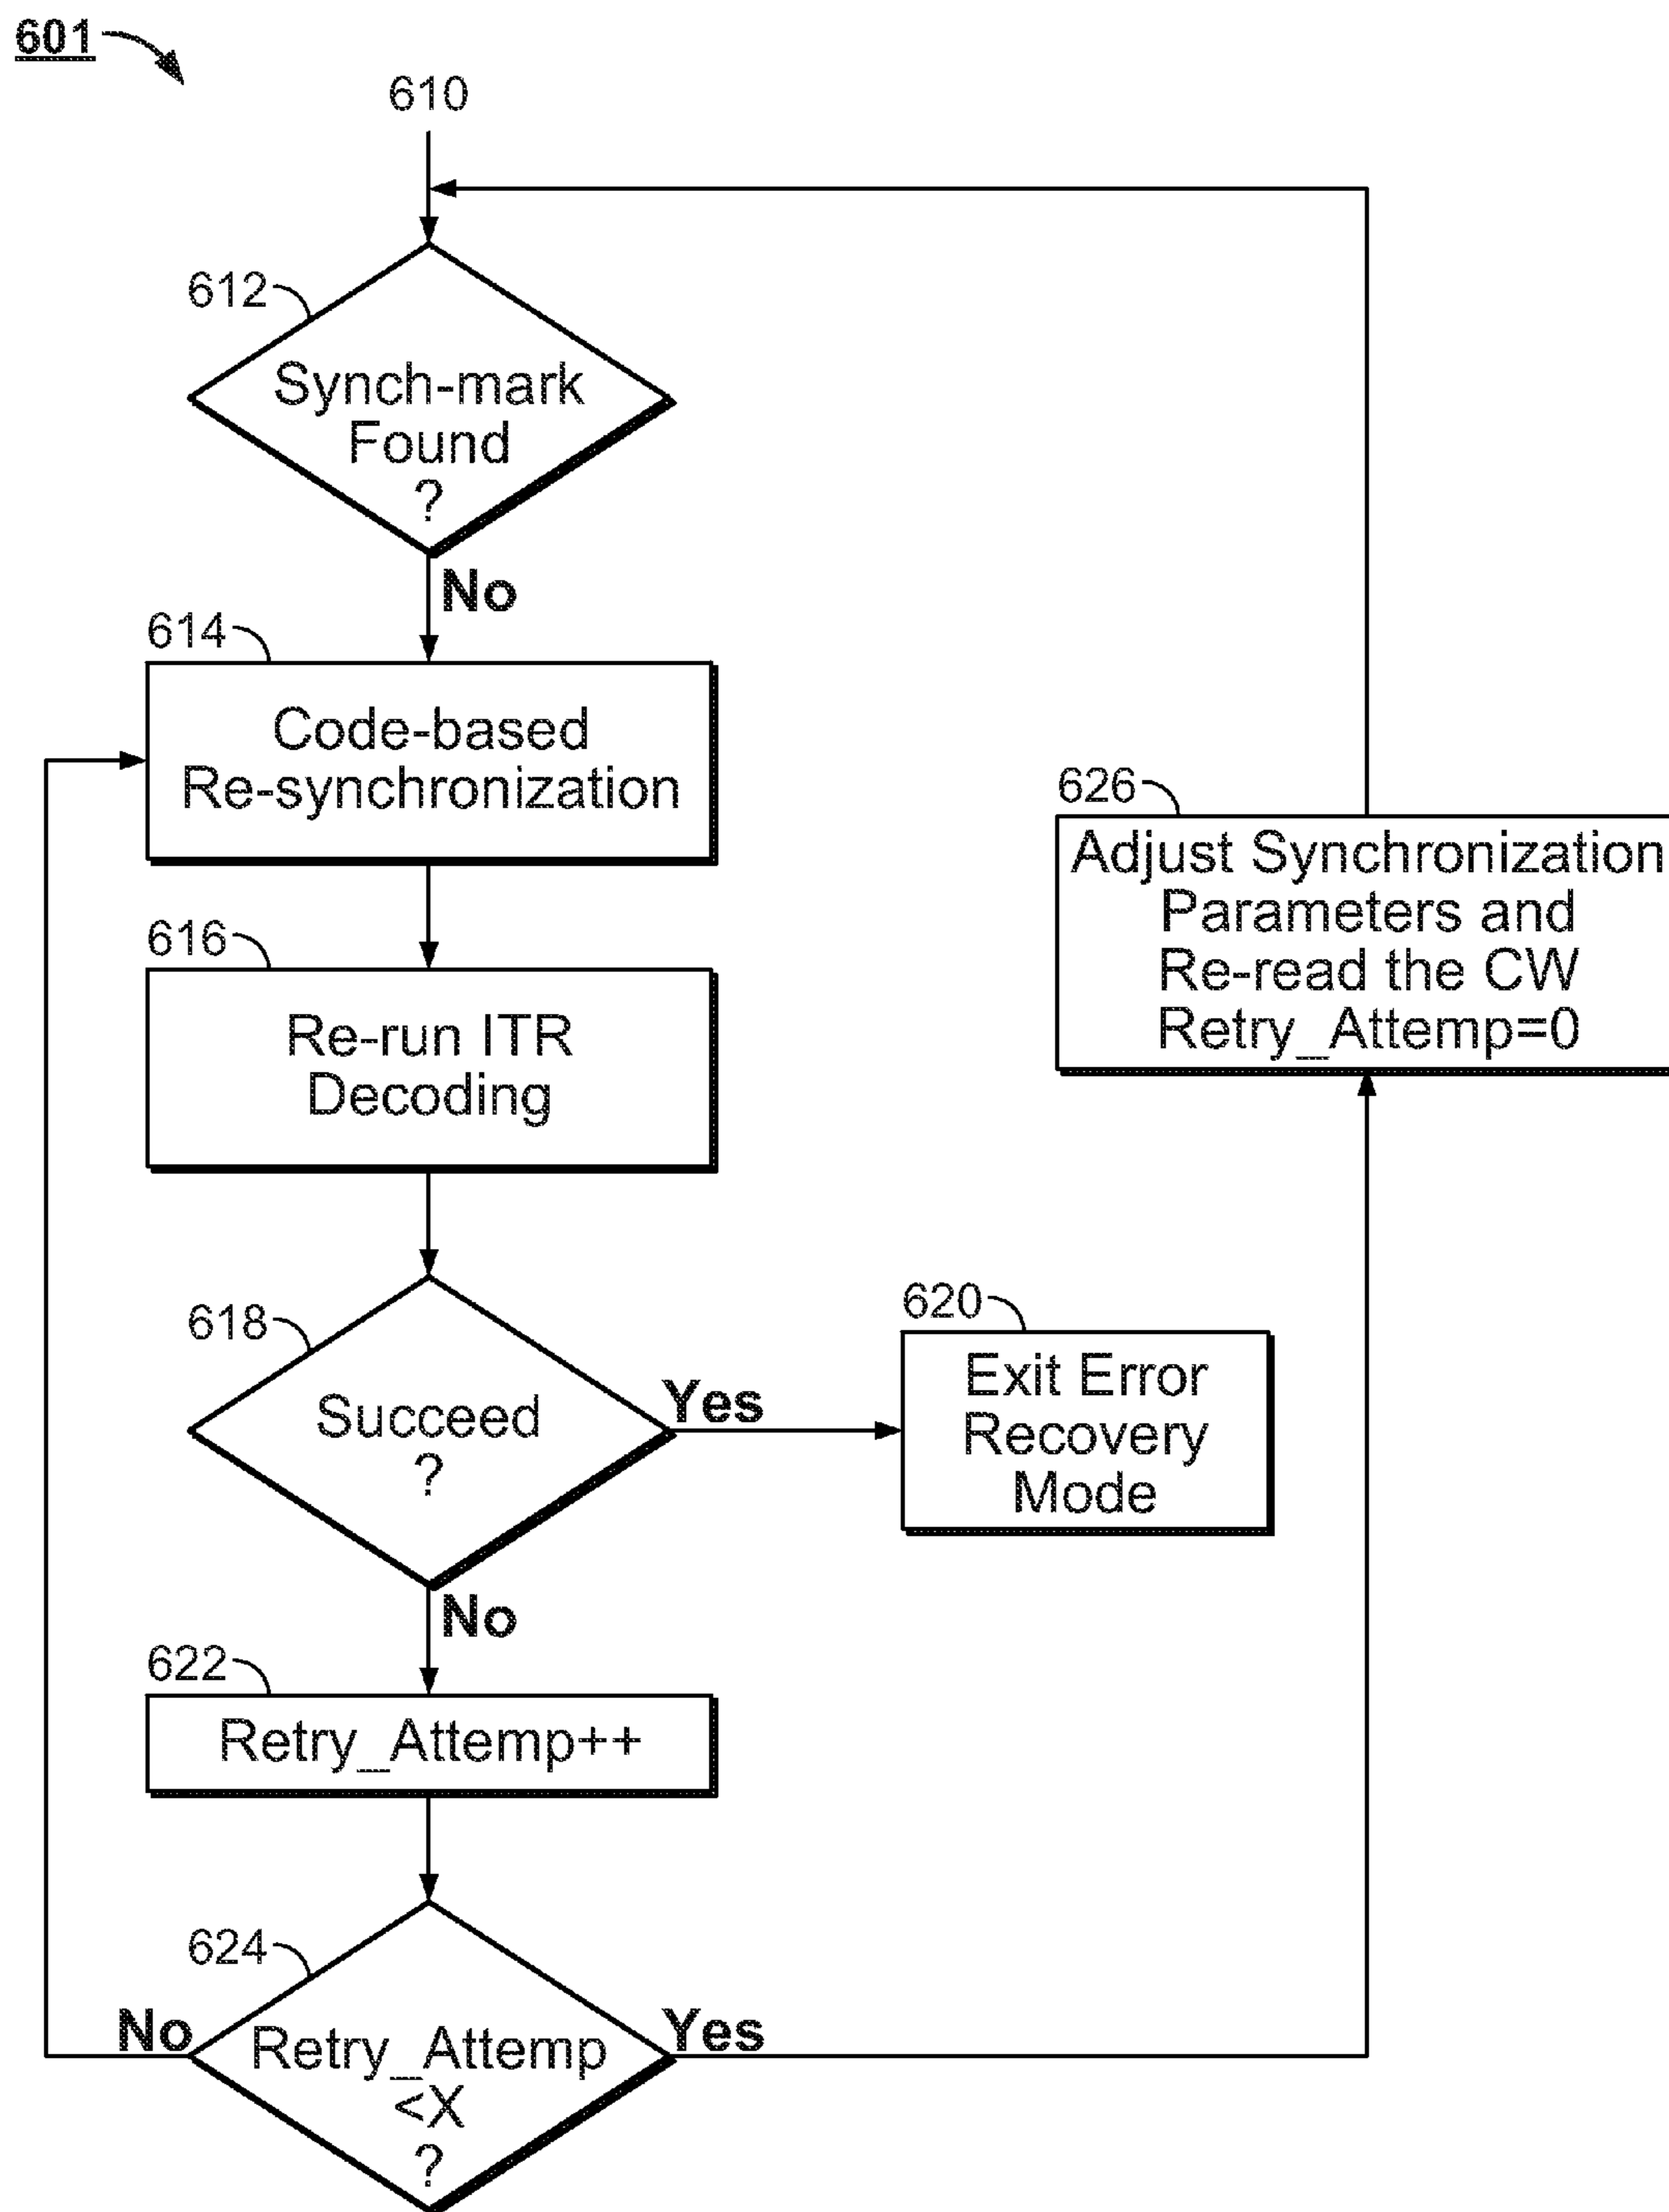 601
610
612
Synch-mark
Found
?
No
614
Code-based
Re-synchronization
616
Re-run ITR
Decoding
618
Succeed
?
Yes
620
Exit Error
Recovery
Mode
No
622
Retry_Attemp++
624
Retry_Attemp
<X
?
No
Yes
626
Adjust Synchronization
Parameters and
Re-read the CW
Retry_Attemp=0